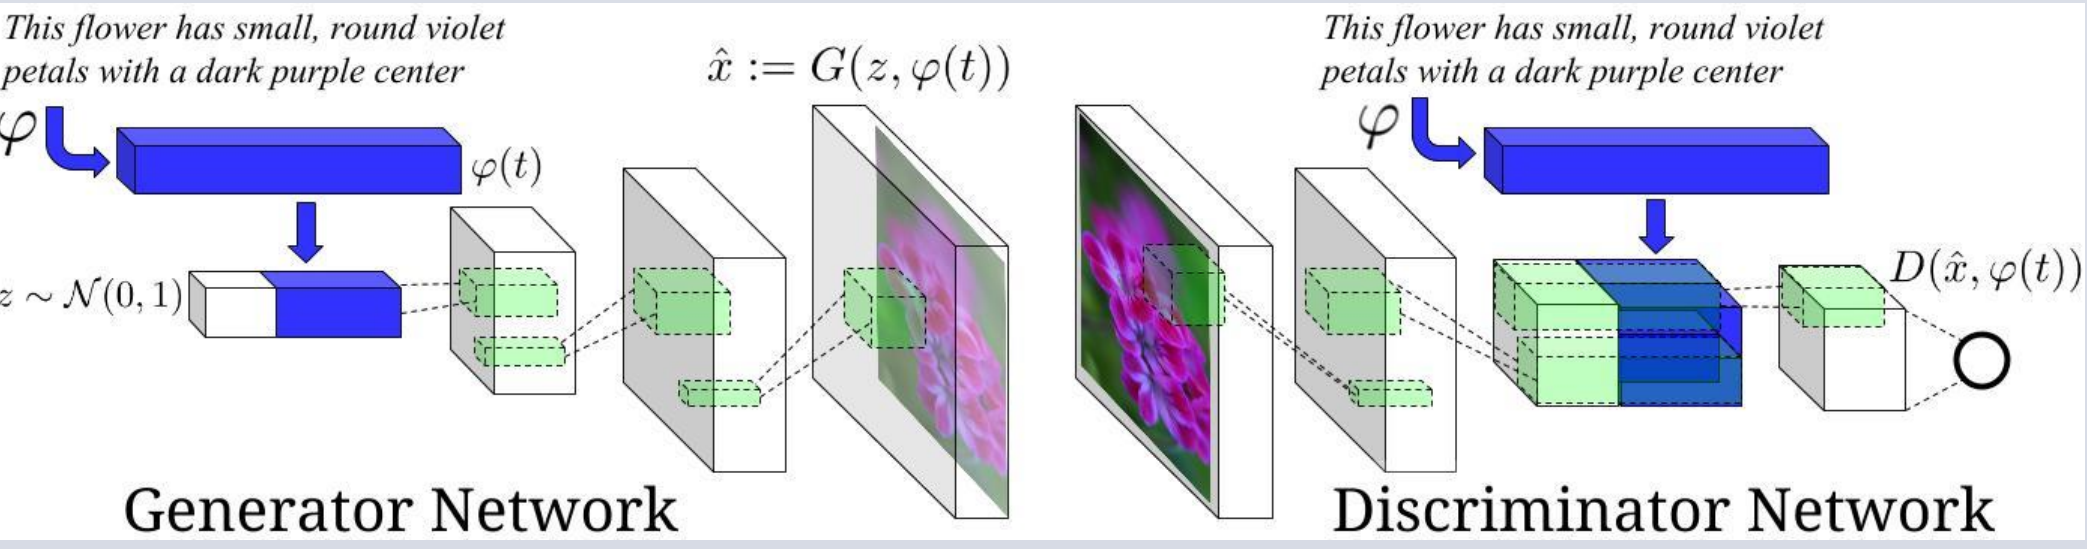 This flower has small, round violet
petals with a dark purple center
φ
φ(t)
z ∼ 𝒩(0, 1)
x̂ := G(z, φ(t))
Generator Network
This flower has small, round violet
petals with a dark purple center
φ
D(x̂, φ(t))
Discriminator Network